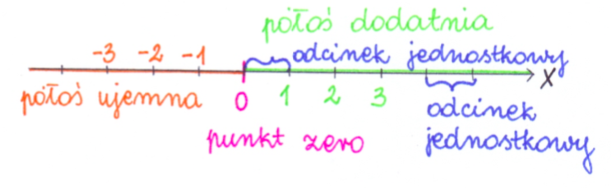 półoś dodatnia
-3 -2 -1 odcinek jednostkowy
x
półoś ujemna 0 1 2 3 odcinek
jednostkowy
punkt zero